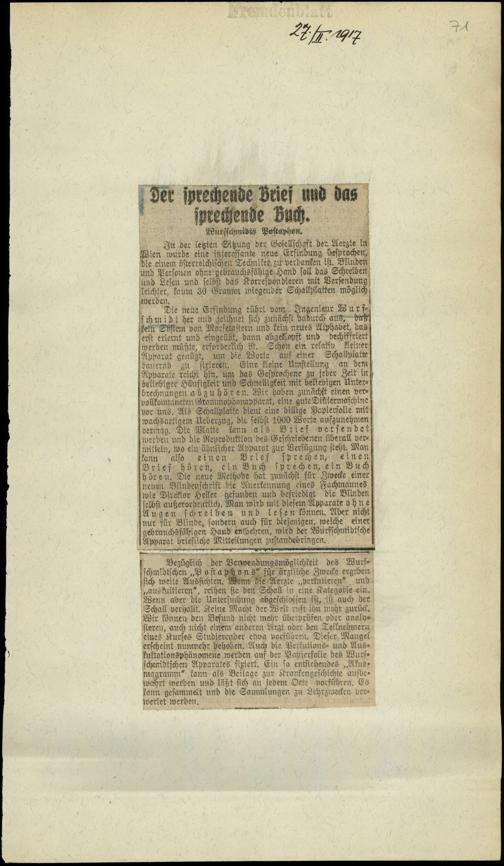 Fremdenblatt
27./II. 1917
71
Der sprechende Brief und das
sprechende Buch.
Wurfschmidts Postophon.
In der letzten Sitzung der Gesellschaft der Aerzte in
Wien wurde eine interessante neue Erfindung besprochen,
die einem österreichischen Techniker zu verdanken ist. Blinden
und Personen ohne gebrauchsfähige Hand soll das Schreiben
und Lesen und selbst das Korrespondieren mit Versendung
leichter, kaum 30 Gramm wiegender Schallplatten möglich
werden.
Die neue Erfindung rührt vom Ingenieur Wurf-
schmidt her und zeichnet sich zunächst dadurch aus, daß
kein System von Morsetastern und kein neues Alphabet, das
erst erlernt und eingeübt, dann abgeklopft und dechiffriert
werden müßte, erforderlich ist. Schon ein relativ kleiner
Apparat genügt, um die Worte auf einer Schallplatte
dauernd zu fixieren. Eine kleine Umstellung an dem
Apparate reicht hin, um das Gesprochene zu jeder Zeit in
beliebiger Häufigkeit und Schnelligkeit mit beliebigen Unter-
brechnungen abzuhören. Wir haben zunächst einen ver-
vollkommneten Grammophonapparat, eine gute Diktiermaschine
vor uns. Als Schallplatte dient eine billige Papierfolie mit
wachsartigem Ueberzug, die selbst 1000 Worte aufzunehmen
vermag. Die Platte kann als Brief versendet
werden und die Reproduktion des Geschriebenen überall ver-
mitteln, wo ein ähnlicher Apparat zur Verfügung steht. Man
kann also einen Brief sprechen, einen
Brief hören, ein Buch sprechen, ein Buch
hören. Die neue Methode hat zunächst für Zwecke einer
neuen Blindenschrift die Anerkennung eines Fachmannes
wie Direktor Heller gefunden und befriedigt die Blinden
selbst außerordentlich. Man wird mit diesem Apparate ohne
Augen schreiben und lesen können. Aber nicht
nur für Blinde, sondern auch für diejenigen, welche einer
gebrauchsfähigen Hand entbehren, wird der Wurfschmidtsche
Apparat briefliche Mitteilungen zustandebringen.
Bezüglich der Verwendungsmöglichkeit des Wurf-
schmidtschen „Postophons" für ärztliche Zwecke ergeben
sich weite Aussichten. Wenn die Aerzte „perkutieren" und
„auskultieren", reihen sie den Schall in eine Kategorie ein.
Wenn aber die Untersuchung abgeschlossen ist, ist auch der
Schall verhallt. Keine Macht der Welt ruft ihn mehr zurück.
Wir können den Befund nicht mehr überprüfen oder analy-
sieren, auch nicht einem anderen Arzt oder den Teilnehmern
eines Kurses Studierender etwa vorführen. Dieser Mangel
erscheint nunmehr behoben. Auch die Perkutions- und Aus-
kultationsphänomene werden auf der Papierfolie des Wurf-
schmidtschen Apparates fixiert. Ein so entstehendes „Akus-
mogramm" kann als Beilage zur Krankengeschichte aufbe-
wahrt werden und läßt sich an jedem Orte vorführen. Es
kann gesammelt und die Sammlungen zu Lehrzwecken ver-
wertet werden.